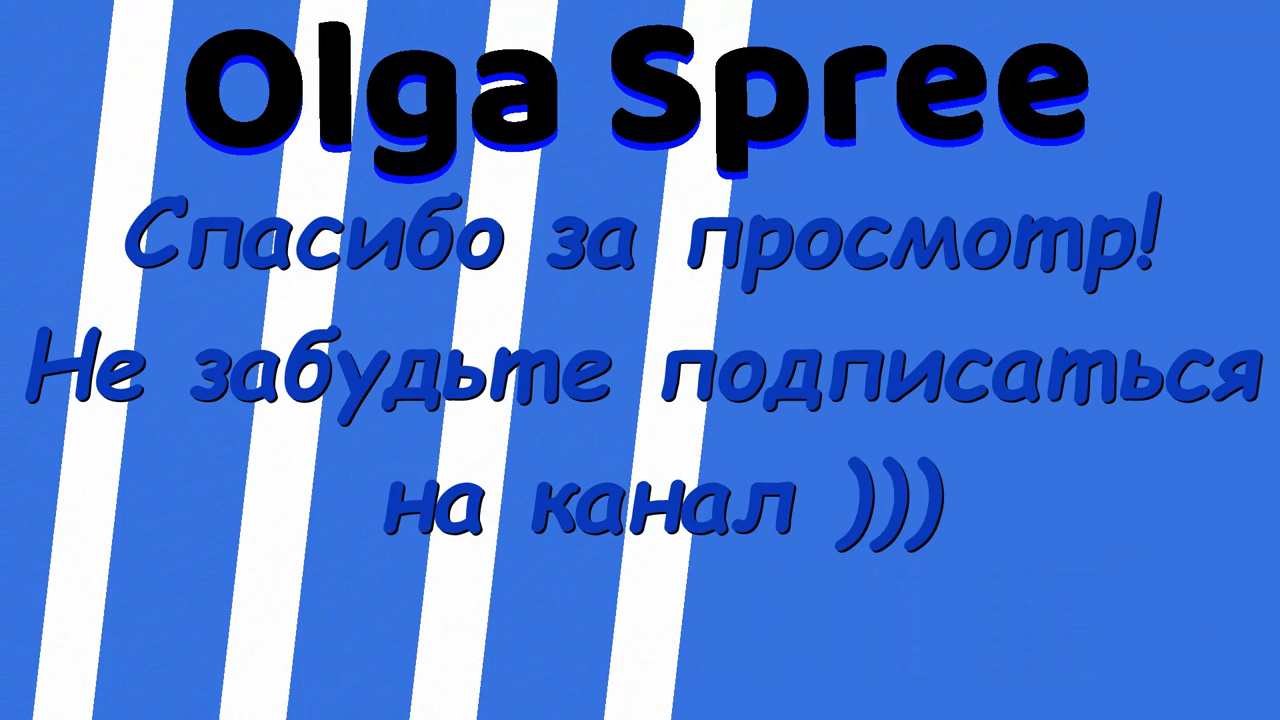 Olga Spree
Спасибо за просмотр!
Не забудьте подписаться
на канал )))